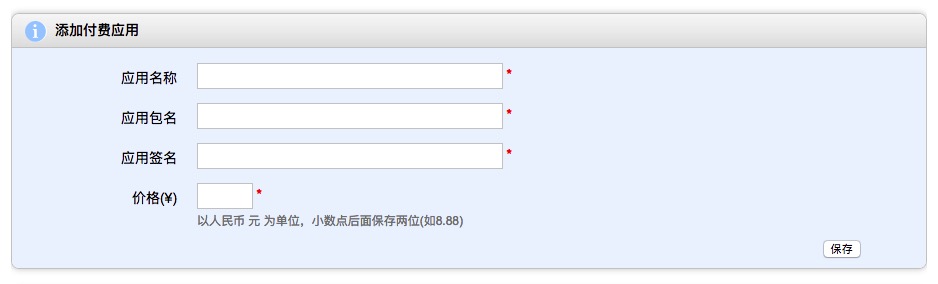 添加付费应用
应用名称 *
应用包名 *
应用签名 *
价格(¥) *
以人民币 元 为单位，小数点后面保存两位(如8.88)
保存